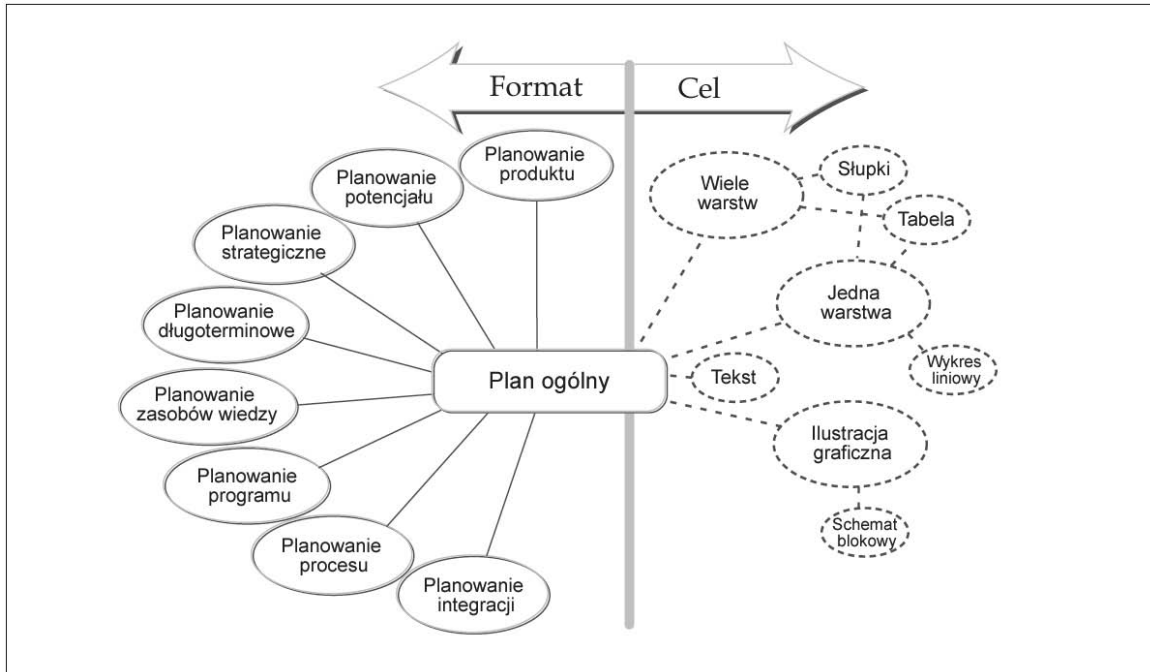 Format
Cel
Planowanie
produktu
Planowanie
potencjału
Planowanie
strategiczne
Planowanie
długoterminowe
Planowanie
zasobów wiedzy
Planowanie
programu
Planowanie
procesu
Planowanie
integracji
Plan ogólny
Wiele
warstw
Słupki
Tabela
Jedna
warstwa
Wykres
liniowy
Tekst
Ilustracja
graficzna
Schemat
blokowy